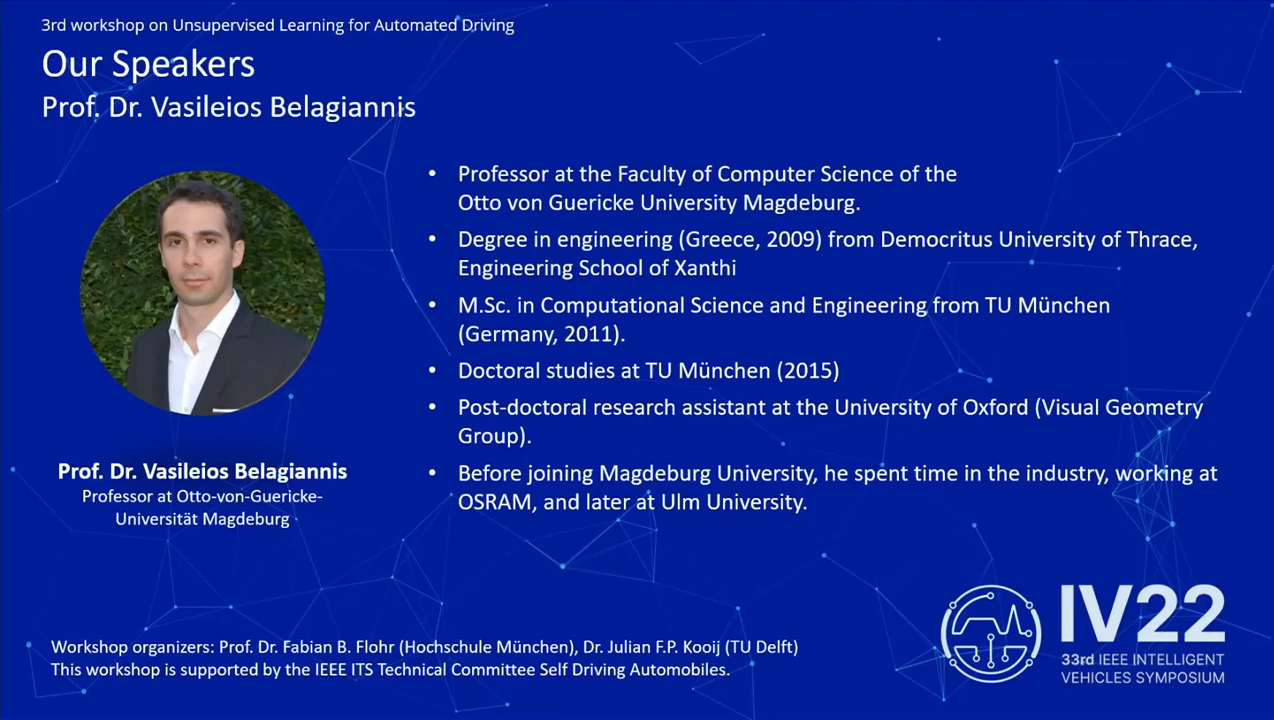 3rd workshop on Unsupervised Learning for Automated Driving
Our Speakers
Prof. Dr. Vasileios Belagiannis
• Professor at the Faculty of Computer Science of the
Otto von Guericke University Magdeburg.
• Degree in engineering (Greece, 2009) from Democritus University of Thrace,
Engineering School of Xanthi
• M.Sc. in Computational Science and Engineering from TU München
(Germany, 2011).
• Doctoral studies at TU München (2015)
• Post-doctoral research assistant at the University of Oxford (Visual Geometry
Group).
• Before joining Magdeburg University, he spent time in the industry, working at
OSRAM, and later at Ulm University.
Prof. Dr. Vasileios Belagiannis
Professor at Otto-von-Guericke-
Universität Magdeburg
Workshop organizers: Prof. Dr. Fabian B. Flohr (Hochschule München), Dr. Julian F.P. Kooij (TU Delft)
This workshop is supported by the IEEE ITS Technical Committee Self Driving Automobiles.
IV22
33rd IEEE INTELLIGENT
VEHICLES SYMPOSIUM